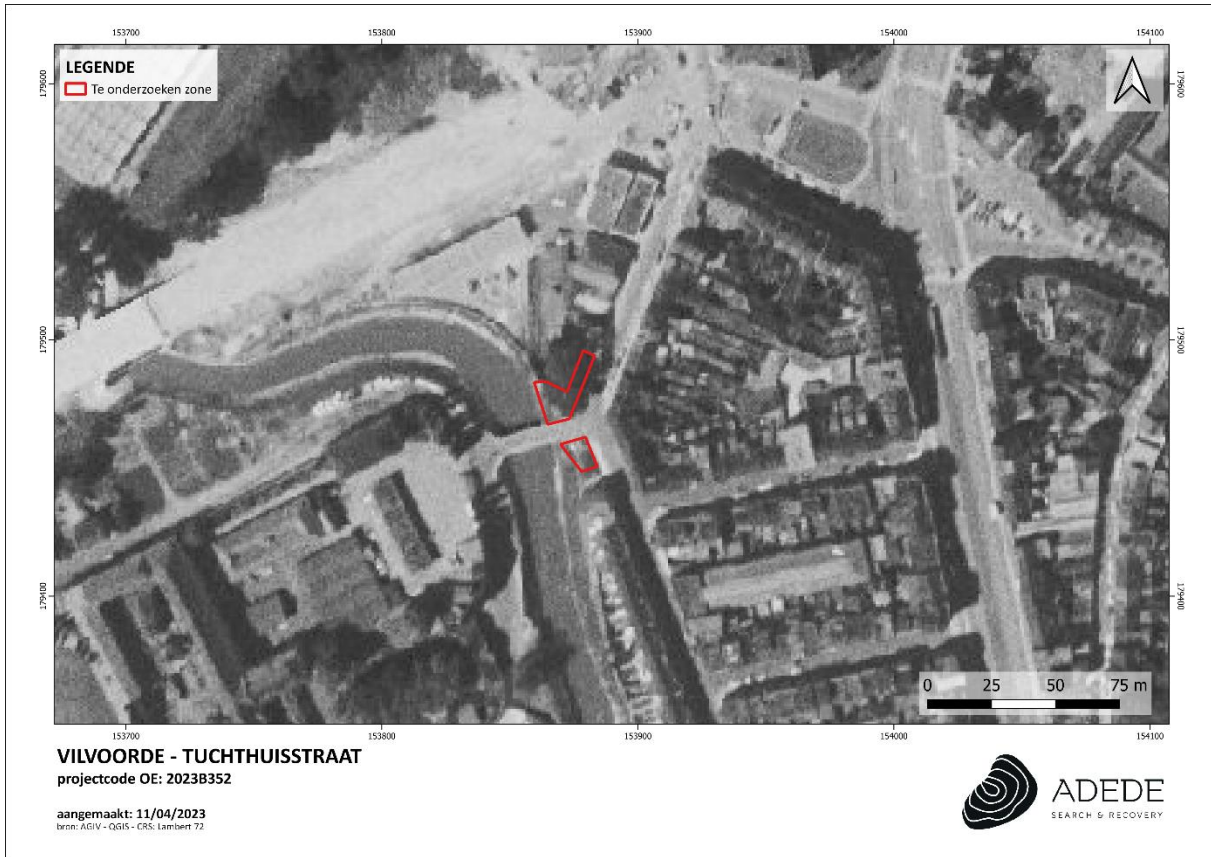 153700 153800 153900 154000 154100
LEGENDE
Te onderzoeken zone
179600 179600
179500 179500
179400 179400
0 25 50 75 m
153700 153800 153900 154000 154100
VILVOORDE - TUCHTHUISSTRAAT
projectcode OE: 2023B352
aangemaakt: 11/04/2023
bron: AGIV - QGIS - CRS: Lambert 72
ADEDE
SEARCH & RECOVERY